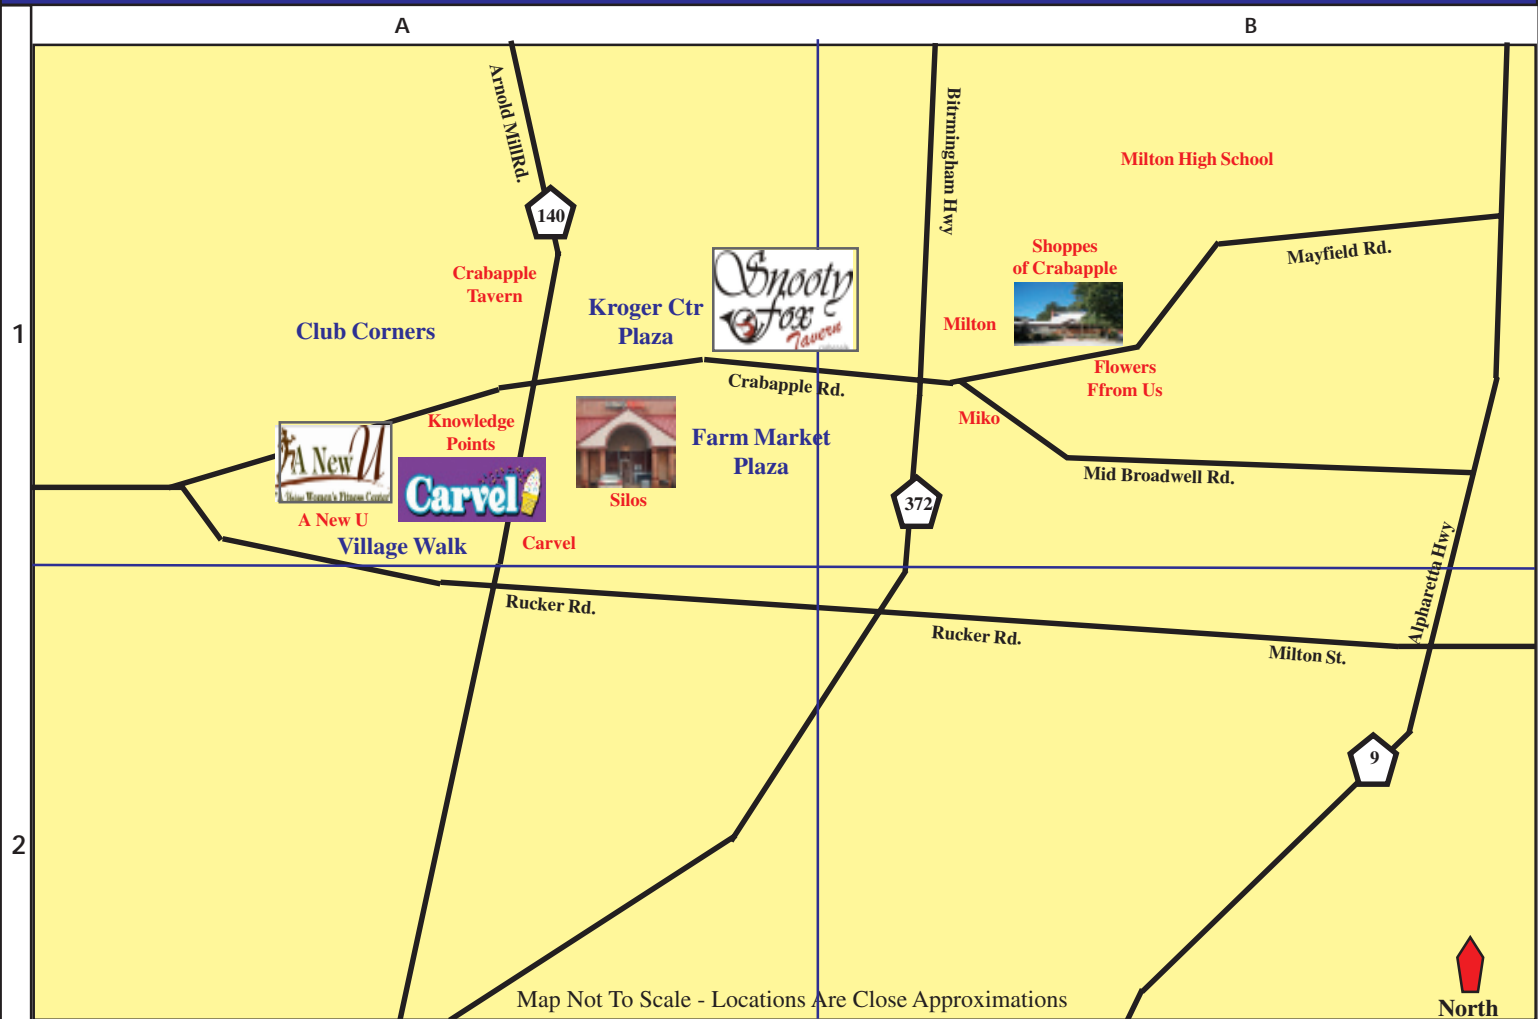 A
B
1
2
Arnold MillRd.
140
Bitrmingham Hwy
Milton High School
Mayfield Rd.
Shoppes
of Crabapple
Crabapple
Tavern
Club Corners
Kroger Ctr
Plaza
Snooty
Fox
Tavern
Milton
Flowers
Ffrom Us
Crabapple Rd.
Miko
Mid Broadwell Rd.
Knowledge
Points
Farm Market
Plaza
A New U
Women's Fitness Center
A New U
Carvel
Silos
Village Walk
Carvel
372
Alpharetta Hwy
Rucker Rd.
Rucker Rd.
Milton St.
9
Map Not To Scale - Locations Are Close Approximations
North